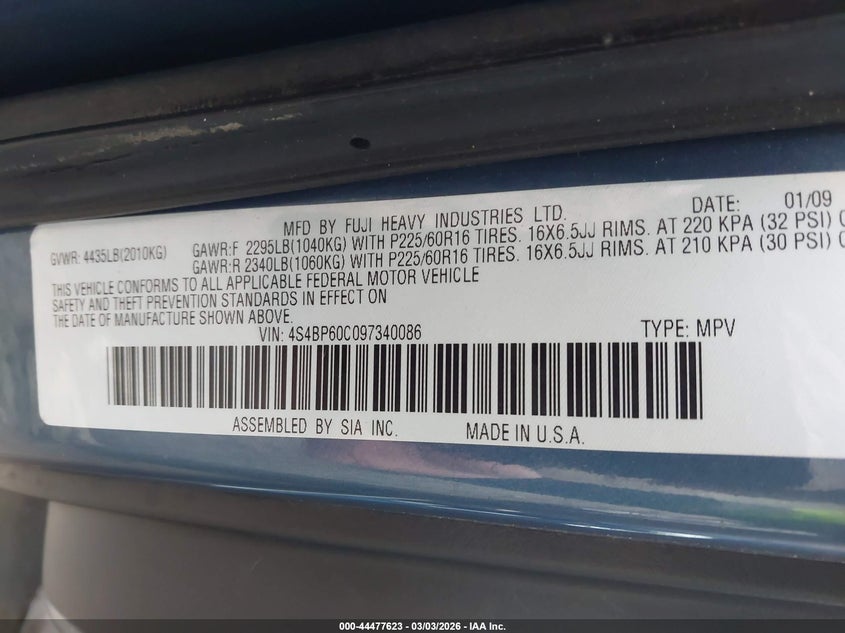 MFD BY FUJI HEAVY INDUSTRIES LTD. DATE: 01/09
GVWR: 4435LB(2010KG) GAWR:F 2295LB(1040KG) WITH P225/60R16 TIRES. 16X6.5JJ RIMS. AT 220 KPA (32 PSI) C
GAWR:R 2340LB(1060KG) WITH P225/60R16 TIRES. 16X6.5JJ RIMS. AT 210 KPA (30 PSI) C
THIS VEHICLE CONFORMS TO ALL APPLICABLE FEDERAL MOTOR VEHICLE
SAFETY AND THEFT PREVENTION STANDARDS IN EFFECT ON
THE DATE OF MANUFACTURE SHOWN ABOVE.
VIN: 4S4BP60C097340086 TYPE: MPV
ASSEMBLED BY SIA INC. MADE IN U.S.A.
000-44477623 | 03/03/2026 | IAA Inc.